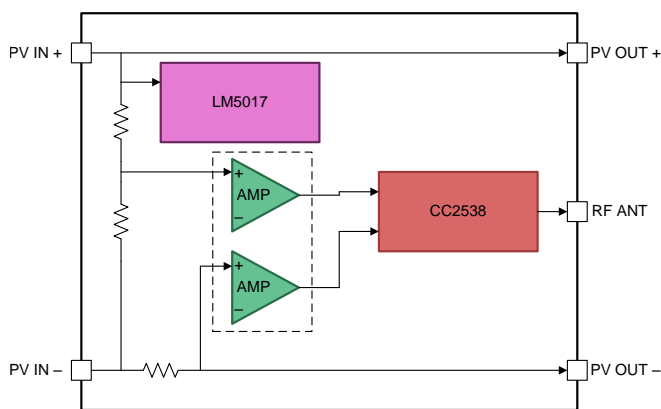 PV IN +
PV OUT +
LM5017
+
AMP
–
CC2538
RF ANT
+
AMP
–
PV IN –
PV OUT –